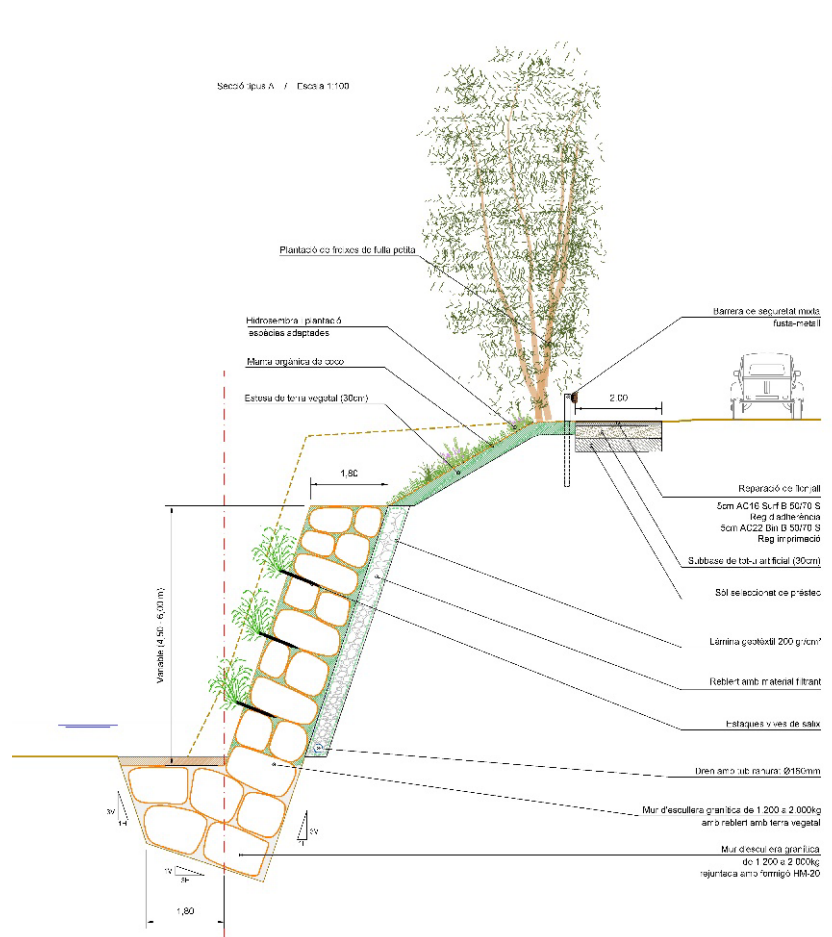 Secció tipus A / Escala 1:100
Plantació de freixes de fulla petita
Barrera de seguretat mixta
fusta-metall
Hidrosembra i plantació
espècies adaptades
Manta orgànica de coco
Estesa de terra vegetal (30cm)
2,00
1,80
Reparació de flonjall
5cm AC16 Surf B 50/70 S
Reg d'adherència
5cm AC22 Bin B 50/70 S
Reg imprimació
Subbase de tot-u artificial (30cm)
Sòl seleccionat de préstec
Làmina geotèxtil 200 gr/cm²
Reblert amb material filtrant
Estaques vives de salix
Variable (4,50 - 6,00 m)
Dren amb tub ranurat Ø160mm
Mur d'escullera granítica de 1.200 a 2.000kg
amb reblert amb terra vegetal
Mur d'escullera granítica
de 1.200 a 2.000kg
rejuntada amb formigó HM-20
3V
1H
3V
1H
1V
3H
1,80